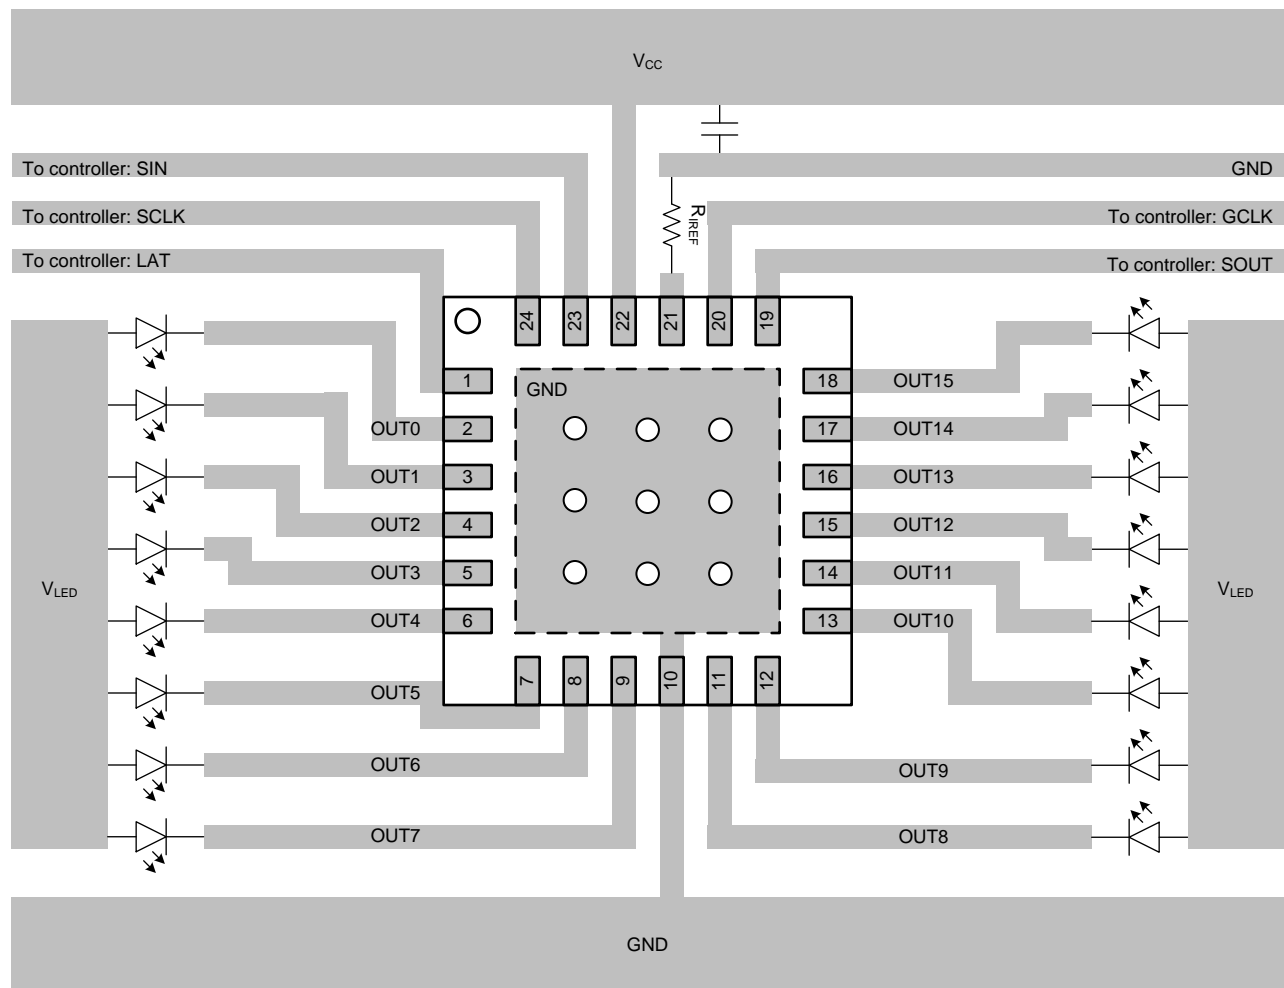 VCC
To controller: SIN
GND
To controller: SCLK
RIREF
To controller: GCLK
To controller: LAT
To controller: SOUT
24
23
22
21
20
19
1
GND
18
OUT15
OUT0
2
17
OUT14
OUT1
3
16
OUT13
OUT2
4
15
OUT12
OUT3
5
14
OUT11
VLED
VLED
OUT4
6
13
OUT10
7
8
9
10
11
12
OUT5
OUT6
OUT9
OUT7
OUT8
GND